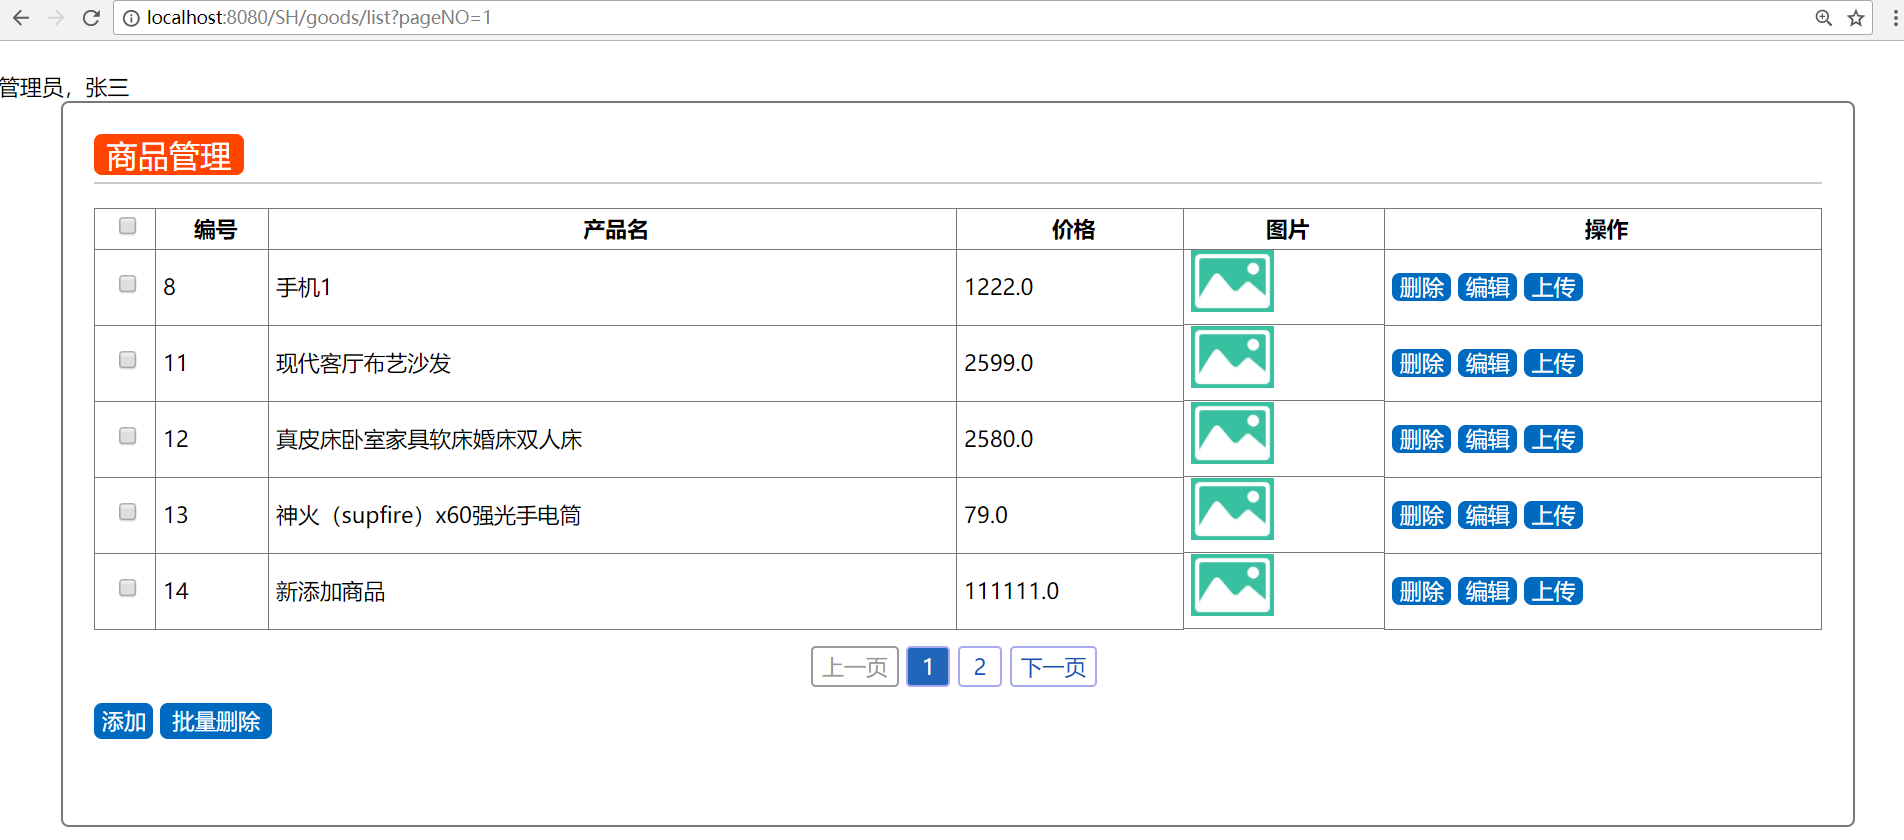 localhost:8080/SH/goods/list?pageNO=1
管理员，张三
商品管理
编号 产品名 价格 图片 操作
8 手机1 1222.0 删除 编辑 上传
11 现代客厅布艺沙发 2599.0 删除 编辑 上传
12 真皮床卧室家具软床婚床双人床 2580.0 删除 编辑 上传
13 神火（supfire）x60强光手电筒 79.0 删除 编辑 上传
14 新添加商品 111111.0 删除 编辑 上传
上一页 1 2 下一页
添加 批量删除